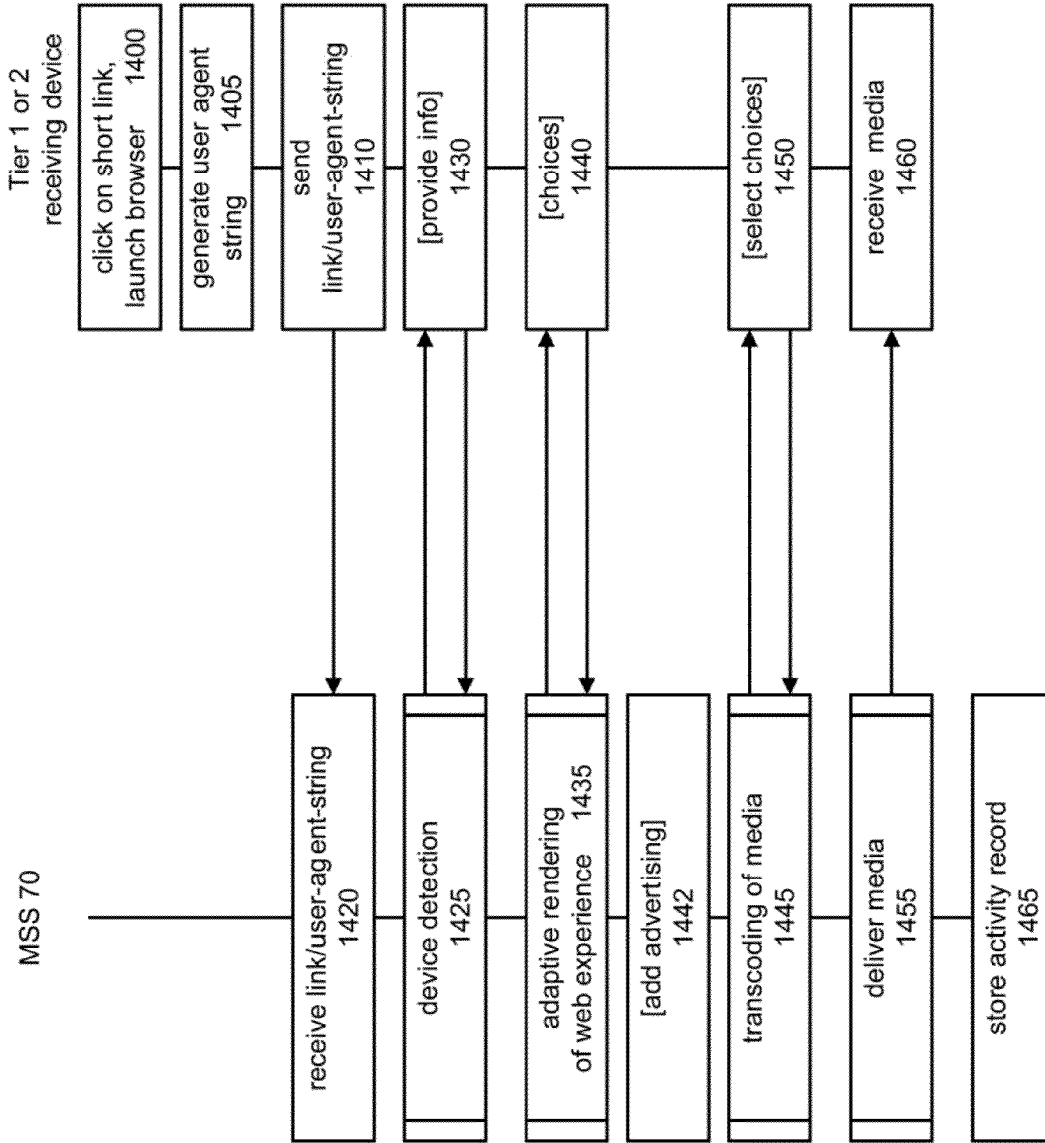 MSS 70
Tier 1 or 2
receiving device
click on short link,
launch browser 1400
generate user agent
string 1405
send
link/user-agent-string
1410
receive link/user-agent-string
1420
device detection
1425
[provide info]
1430
adaptive rendering
of web experience 1435
[choices]
1440
[add advertising]
1442
transcoding of media
1445
[select choices]
1450
deliver media
1455
receive media
1460
store activity record
1465